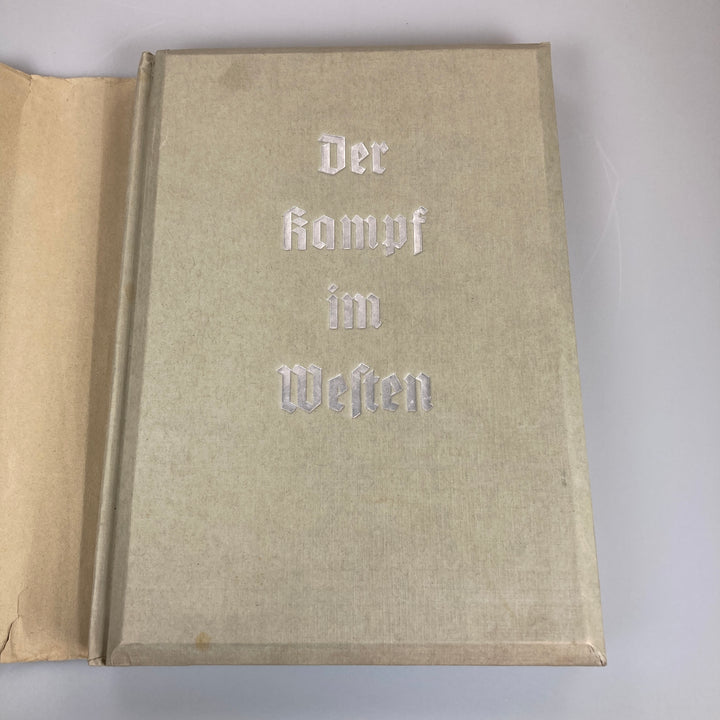 Der
Kampf
im
Weſten